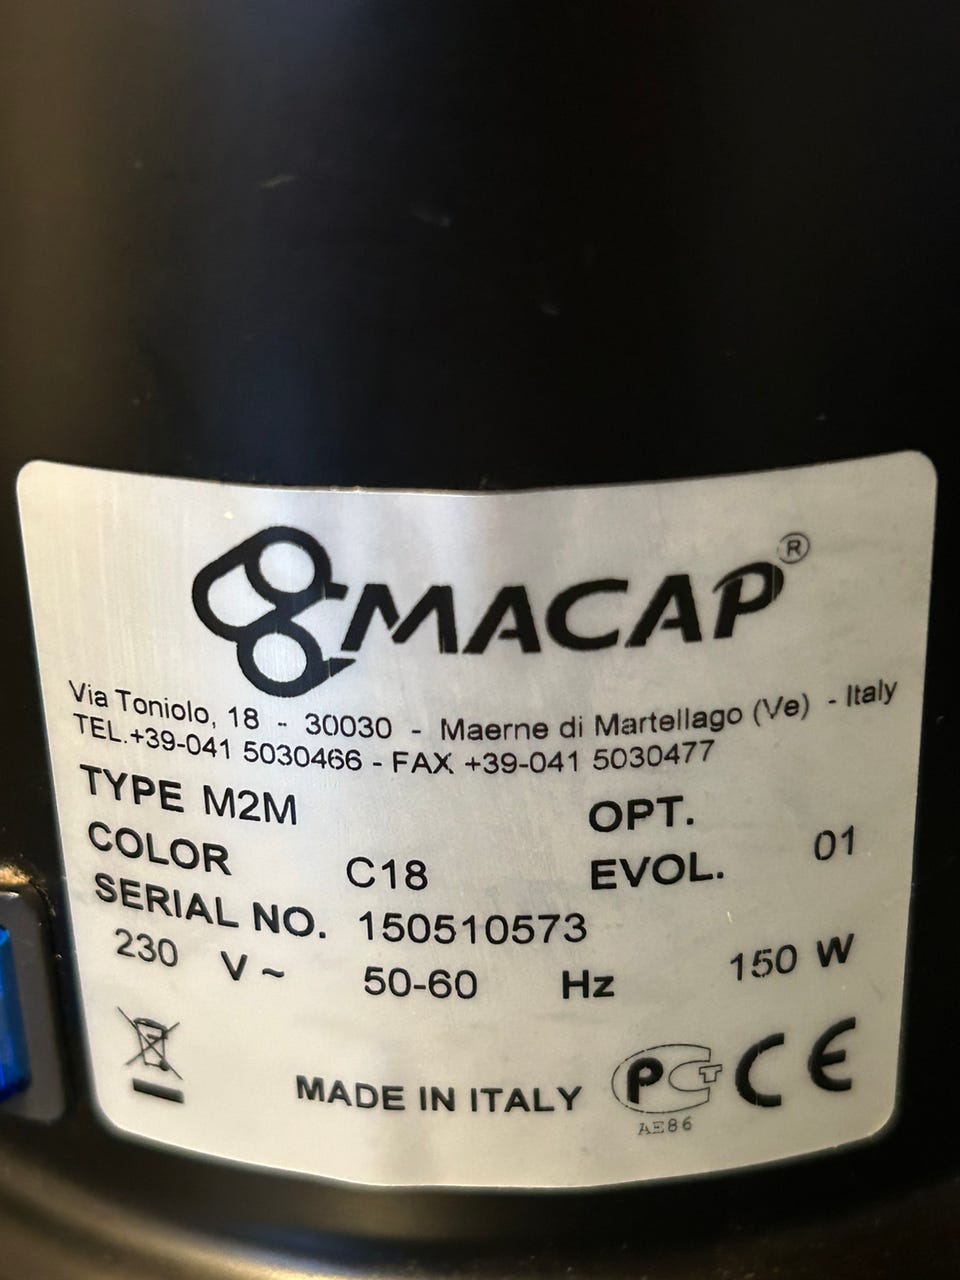 MACAP®
Via Toniolo, 18 - 30030 - Maerne di Martellago (Ve) - Italy
TEL.+39-041 5030466 - FAX +39-041 5030477
TYPE M2M OPT.
COLOR C18 EVOL. 01
SERIAL NO. 150510573
230 V ~ 50-60 Hz 150 W
MADE IN ITALY PCT CE
AE86